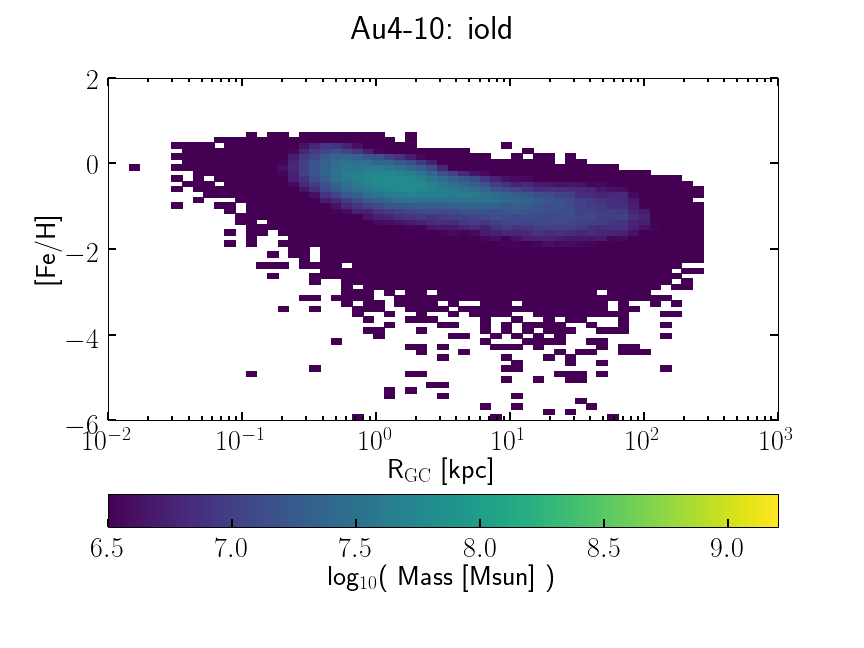 Au4-10: iold
2
0
−2
−4
−6
[Fe/H]
10⁻² 10⁻¹ 10⁰ 10¹ 10² 10³
R_GC [kpc]
6.5 7.0 7.5 8.0 8.5 9.0
log₁₀( Mass [Msun] )